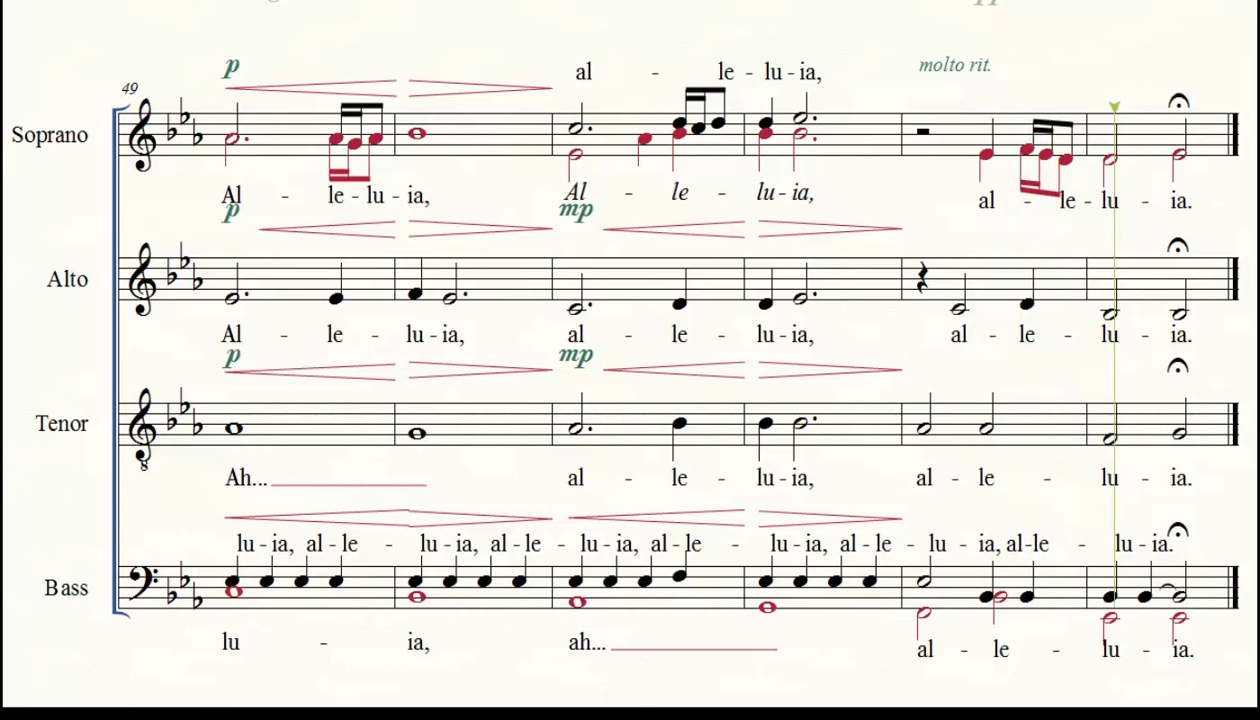 p
al - le - lu - ia,
molto rit.
49
Soprano
Al - le - lu - ia, Al - le - lu - ia, al - le - lu - ia.
p mp
Alto
Al - le - lu - ia, al - le - lu - ia, al - le - lu - ia.
p mp
Tenor
Ah... al - le - lu - ia, al - le - lu - ia.
lu - ia, al - le - lu - ia, al - le - lu - ia, al - le - lu - ia, al - le - lu - ia, al - le - lu - ia.
Bass
lu - ia, ah... al - le - lu - ia.